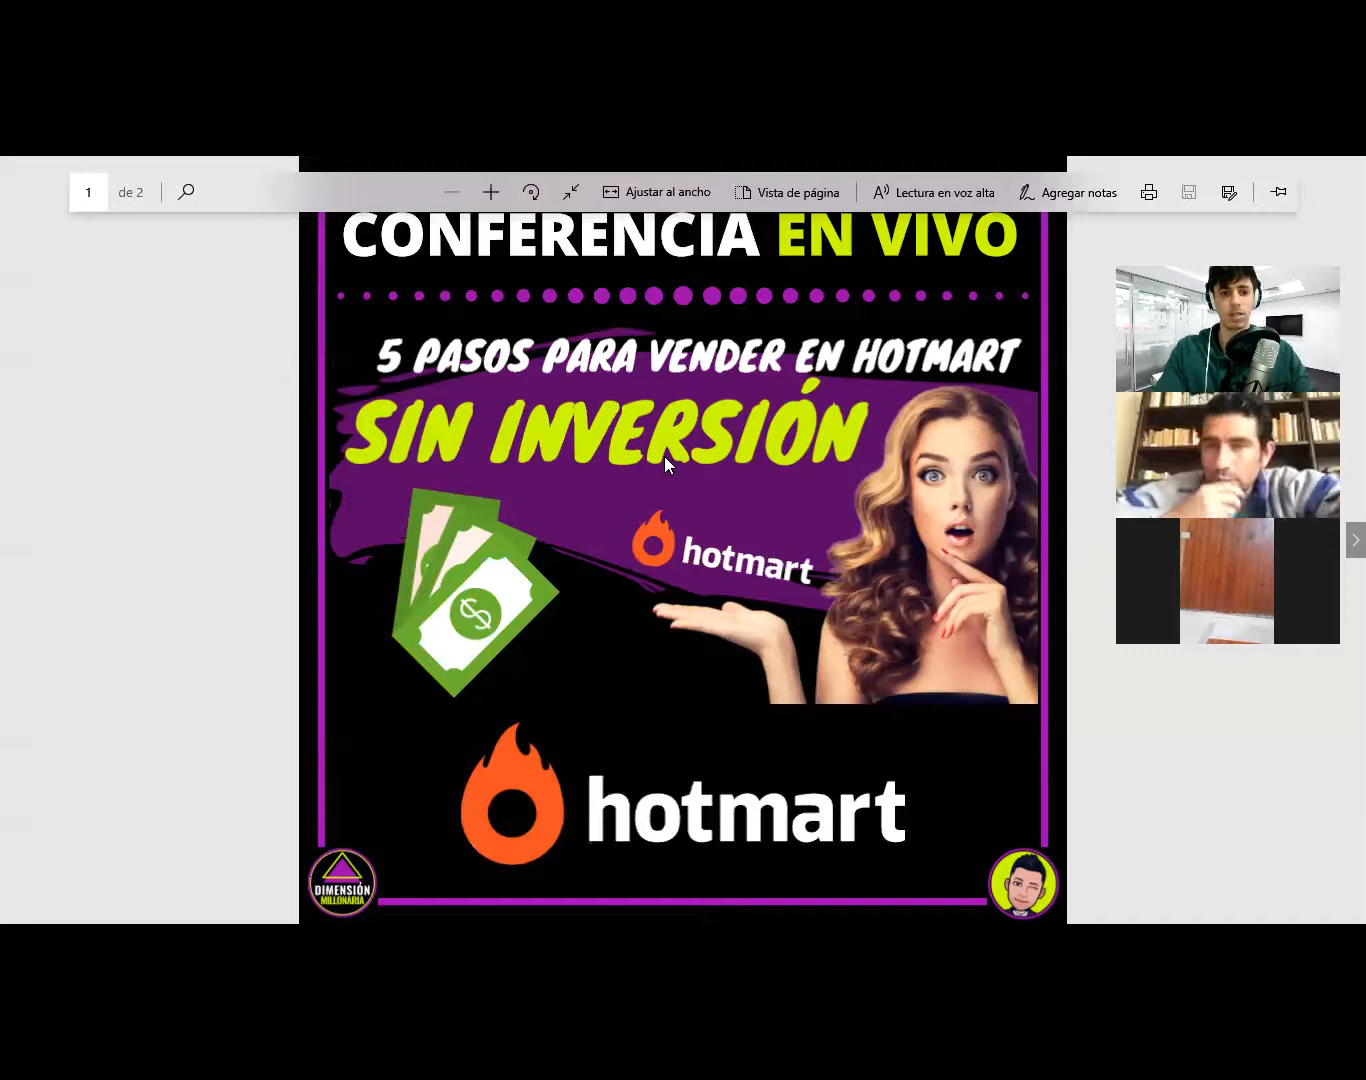 1 de 2 Ajustar al ancho Vista de página Lectura en voz alta Agregar notas
CONFERENCIA EN VIVO
5 PASOS PARA VENDER EN HOTMART
SIN INVERSIÓN
hotmart
hotmart
DIMENSIÓN
MILLONARIA